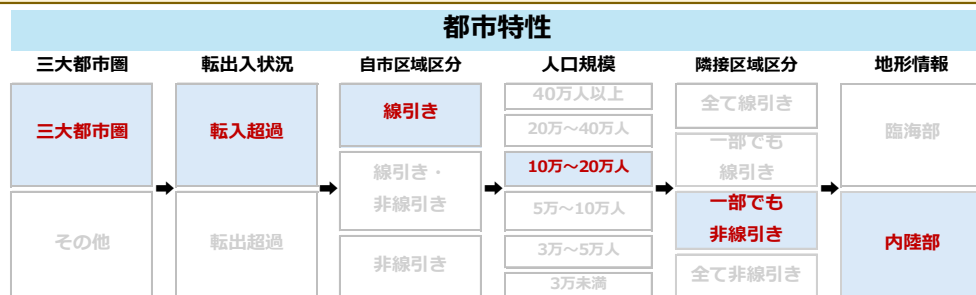 都市特性
三大都市圏
転出入状況
自市区域区分
人口規模
隣接区域区分
地形情報
三大都市圏
その他
転入超過
転出超過
線引き
線引き・
非線引き
非線引き
40万人以上
20万～40万人
10万～20万人
5万～10万人
3万～5万人
3万未満
全て線引き
一部でも
線引き
一部でも
非線引き
全て非線引き
臨海部
内陸部